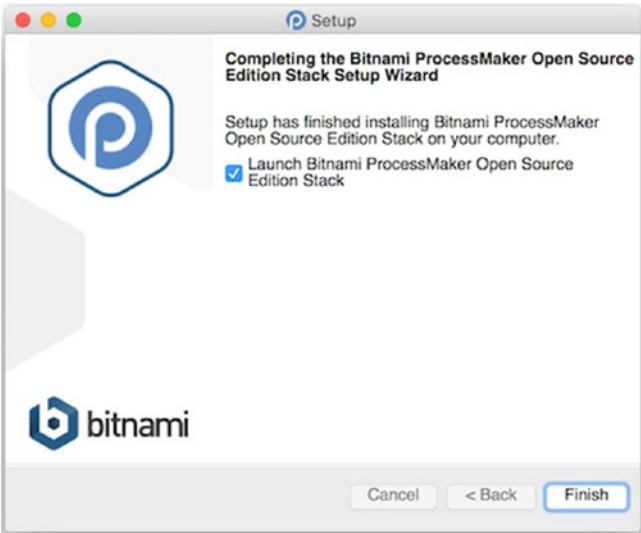 Setup
Completing the Bitnami ProcessMaker Open Source
Edition Stack Setup Wizard
Setup has finished installing Bitnami ProcessMaker
Open Source Edition Stack on your computer.
Launch Bitnami ProcessMaker Open Source
Edition Stack
bitnami
Cancel
< Back
Finish